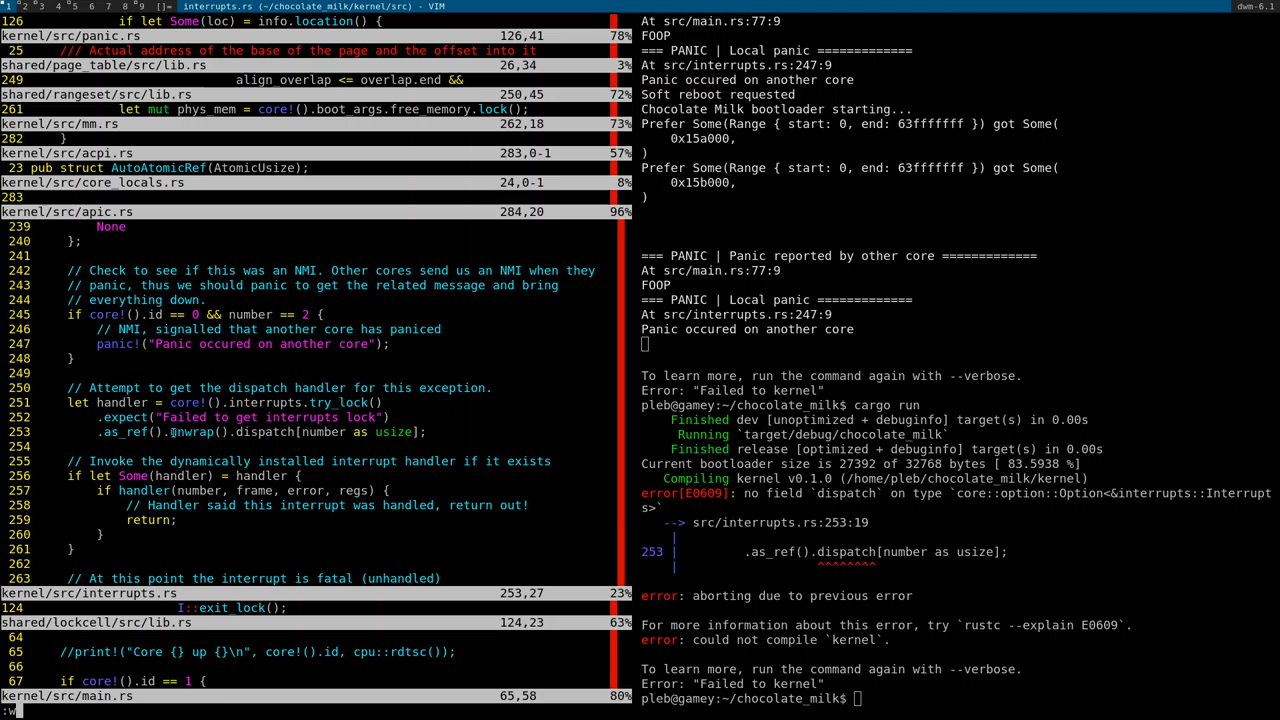 1 2 3 4 5 6 7 8 9 []= interrupts.rs (~/chocolate_milk/kernel/src) - VIM dwm-6.1
126             if let Some(loc) = info.location() {
kernel/src/panic.rs 126,41 78%
25     /// Actual address of the base of the page and the offset into it
shared/page_table/src/lib.rs 26,34 3%
249                             align_overlap <= overlap.end &&
shared/rangeset/src/lib.rs 250,45 72%
261             let mut phys_mem = core!().boot_args.free_memory.lock();
kernel/src/mm.rs 262,18 73%
282     }
kernel/src/acpi.rs 283,0-1 57%
23 pub struct AutoAtomicRef(AtomicUsize);
kernel/src/core_locals.rs 24,0-1 8%
283
kernel/src/apic.rs 284,20 96%
239         None
240     };
241
242     // Check to see if this was an NMI. Other cores send us an NMI when they
243     // panic, thus we should panic to get the related message and bring
244     // everything down.
245     if core!().id == 0 && number == 2 {
246         // NMI, signalled that another core has paniced
247         panic!("Panic occured on another core");
248     }
249
250     // Attempt to get the dispatch handler for this exception.
251     let handler = core!().interrupts.try_lock()
252         .expect("Failed to get interrupts lock")
253         .as_ref().unwrap().dispatch[number as usize];
254
255     // Invoke the dynamically installed interrupt handler if it exists
256     if let Some(handler) = handler {
257         if handler(number, frame, error, regs) {
258             // Handler said this interrupt was handled, return out!
259             return;
260         }
261     }
262
263     // At this point the interrupt is fatal (unhandled)
kernel/src/interrupts.rs 253,27 23%
124                     I::exit_lock();
shared/lockcell/src/lib.rs 124,23 63%
64
65     //print!("Core {} up {}\n", core!().id, cpu::rdtsc());
66
67     if core!().id == 1 {
kernel/src/main.rs 65,58 80%
:w
At src/main.rs:77:9
FOOP
=== PANIC | Local panic =============
At src/interrupts.rs:247:9
Panic occured on another core
Soft reboot requested
Chocolate Milk bootloader starting...
Prefer Some(Range { start: 0, end: 63fffffff }) got Some(
    0x15a000,
)
Prefer Some(Range { start: 0, end: 63fffffff }) got Some(
    0x15b000,
)
=== PANIC | Panic reported by other core =============
At src/main.rs:77:9
FOOP
=== PANIC | Local panic =============
At src/interrupts.rs:247:9
Panic occured on another core
To learn more, run the command again with --verbose.
Error: "Failed to kernel"
pleb@gamey:~/chocolate_milk$ cargo run
    Finished dev [unoptimized + debuginfo] target(s) in 0.00s
     Running `target/debug/chocolate_milk`
    Finished release [optimized + debuginfo] target(s) in 0.00s
Current bootloader size is 27392 of 32768 bytes [ 83.5938 %]
   Compiling kernel v0.1.0 (/home/pleb/chocolate_milk/kernel)
error[E0609]: no field `dispatch` on type `core::option::Option<&interrupts::Interrupt
s>`
   --> src/interrupts.rs:253:19
    |
253 |         .as_ref().dispatch[number as usize];
    |                   ^^^^^^^^
error: aborting due to previous error
For more information about this error, try `rustc --explain E0609`.
error: could not compile `kernel`.
To learn more, run the command again with --verbose.
Error: "Failed to kernel"
pleb@gamey:~/chocolate_milk$